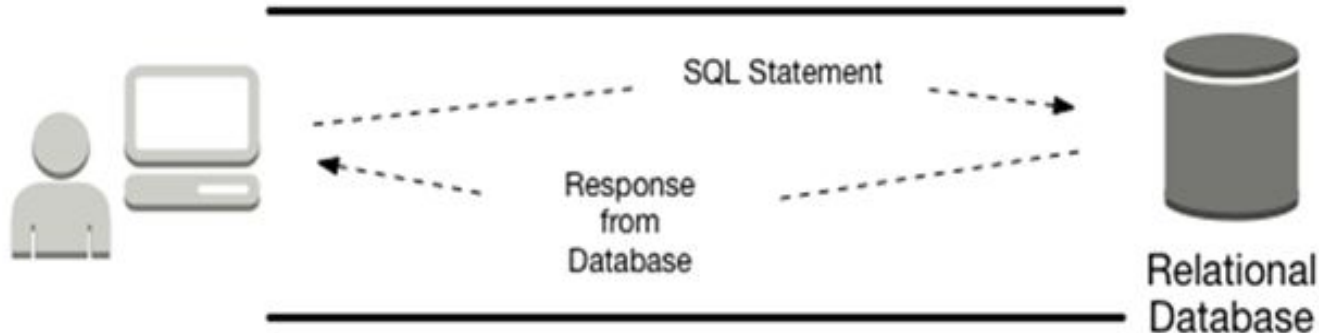 SQL Statement
Response
from
Database
Relational
Database